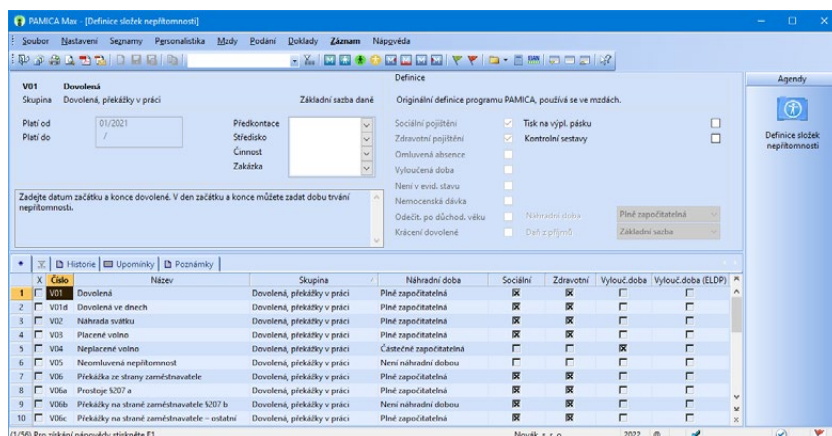 PAMICA Max - [Definice složek nepřítomnosti]
Soubor Nastavení Seznamy Personalistika Mzdy Podání Doklady Záznam Nápověda
V01 Dovolená
Skupina Dovolená, překážky v práci Základní sazba daně
Platí od 01/2021
Platí do /
Předkontace
Středisko
Činnost
Zakázka
Zadejte datum začátku a konce dovolené. V den začátku a konce můžete zadat dobu trvání
nepřítomnosti.
Definice
Originální definice programu PAMICA, používá se ve mzdách.
Sociální pojištění Tisk na výpl. pásku
Zdravotní pojištění Kontrolní sestavy
Omluvená absence
Vyloučená doba
Není v evid. stavu
Nemocenská dávka
Odečít. po důchod. věku Náhradní doba Plně započitatelná
Krácení dovolené Daň z příjmů Základní sazba
Agendy
Definice složek
nepřítomnosti
Historie Upomínky Poznámky
X Číslo Název Skupina Náhradní doba Sociální Zdravotní Vylouč.doba Vylouč.doba (ELDP)
1 V01 Dovolená Dovolená, překážky v práci Plně započitatelná
2 V01d Dovolená ve dnech Dovolená, překážky v práci Plně započitatelná
3 V02 Náhrada svátku Dovolená, překážky v práci Plně započitatelná
4 V03 Placené volno Dovolená, překážky v práci Plně započitatelná
5 V04 Neplacené volno Dovolená, překážky v práci Částečně započitatelná
6 V05 Neomluvená nepřítomnost Dovolená, překážky v práci Není náhradní dobou
7 V06 Překážka ze strany zaměstnavatele Dovolená, překážky v práci Plně započitatelná
8 V06a Prostoje §207 a Dovolená, překážky v práci Plně započitatelná
9 V06b Překážky na straně zaměstnavatele §207 b Dovolená, překážky v práci Není náhradní dobou
10 V06c Překážky na straně zaměstnavatele – ostatní Dovolená, překážky v práci Plně započitatelná
(1/56) Pro získání nápovědy stiskněte F1. Novák s. r. o. 2022